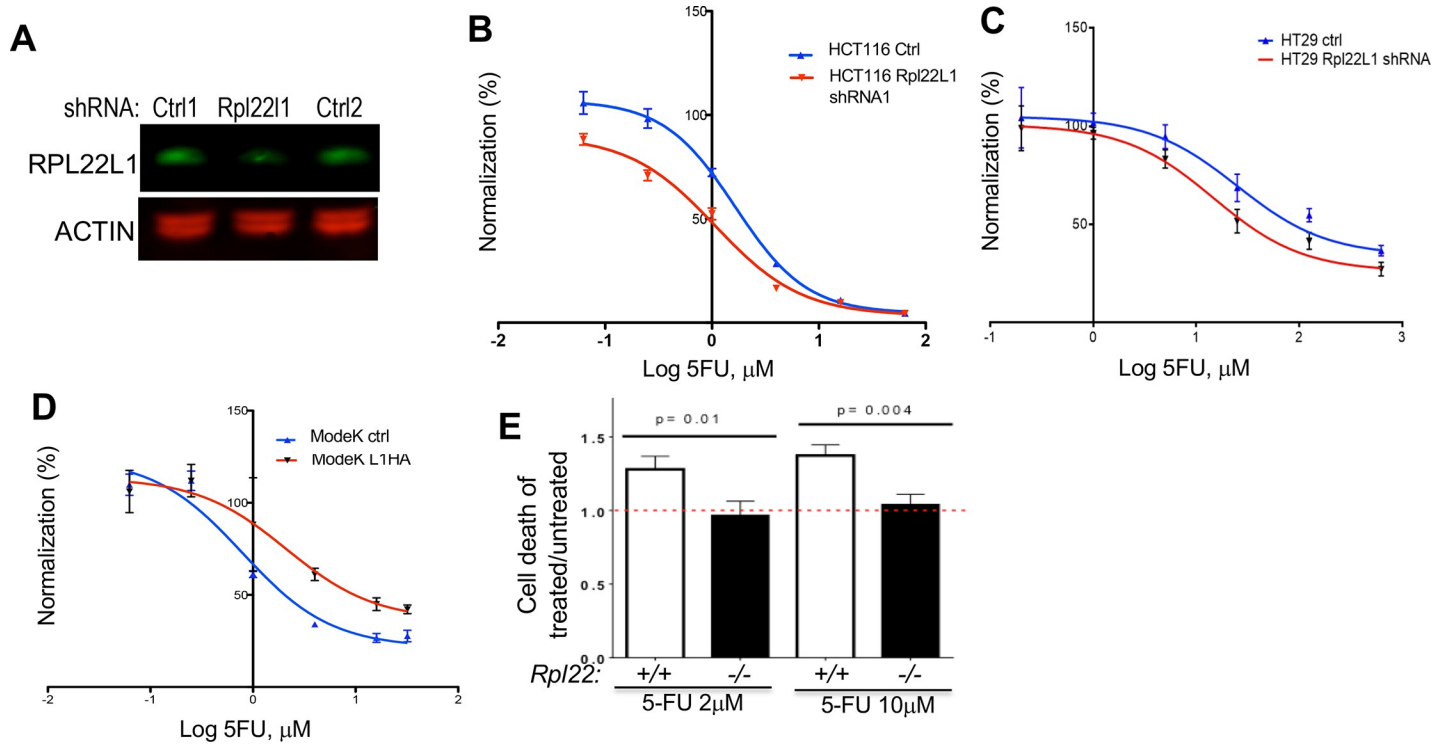 A
shRNA: Ctrl1 Rpl22l1 Ctrl2
RPL22L1
ACTIN
B
150
100
50
Normalization (%)
HCT116 Ctrl
HCT116 Rpl22L1
shRNA1
-2 -1 0 1 2
Log 5FU, µM
C
150
100
50
Normalization (%)
HT29 ctrl
HT29 Rpl22L1 shRNA
-1 0 1 2 3
Log 5FU, µM
D
150
100
50
Normalization (%)
ModeK ctrl
ModeK L1HA
-2 -1 0 1 2
Log 5FU, µM
E
p= 0.01
p= 0.004
1.5
1.0
0.5
0.0
Cell death of
treated/untreated
Rpl22: +/+ -/- +/+ -/-
5-FU 2µM 5-FU 10µM